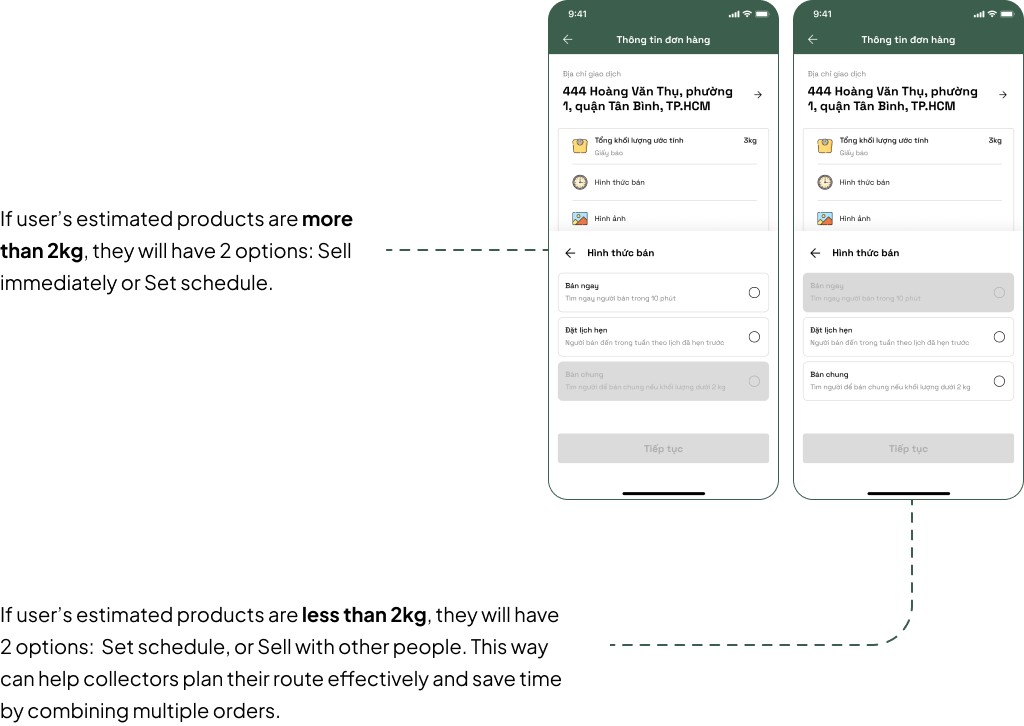 9:41
Thông tin đơn hàng
Địa chỉ giao dịch
444 Hoàng Văn Thụ, phường
1, quận Tân Bình, TP.HCM
Tổng khối lượng ước tính 3kg
Giấy báo
Hình thức bán
Hình ảnh
Hình thức bán
Bán ngay
Tìm ngay người bán trong 10 phút
Đặt lịch hẹn
Người bán đến trong tuần theo lịch đã hẹn trước
Bán chung
Tìm người để bán chung nếu khối lượng dưới 2 kg
Tiếp tục
9:41
Thông tin đơn hàng
Địa chỉ giao dịch
444 Hoàng Văn Thụ, phường
1, quận Tân Bình, TP.HCM
Tổng khối lượng ước tính 3kg
Giấy báo
Hình thức bán
Hình ảnh
Hình thức bán
Bán ngay
Tìm ngay người bán trong 10 phút
Đặt lịch hẹn
Người bán đến trong tuần theo lịch đã hẹn trước
Bán chung
Tìm người để bán chung nếu khối lượng dưới 2 kg
Tiếp tục
If user’s estimated products are more
than 2kg, they will have 2 options: Sell
immediately or Set schedule.
If user’s estimated products are less than 2kg, they will have
2 options: Set schedule, or Sell with other people. This way
can help collectors plan their route effectively and save time
by combining multiple orders.